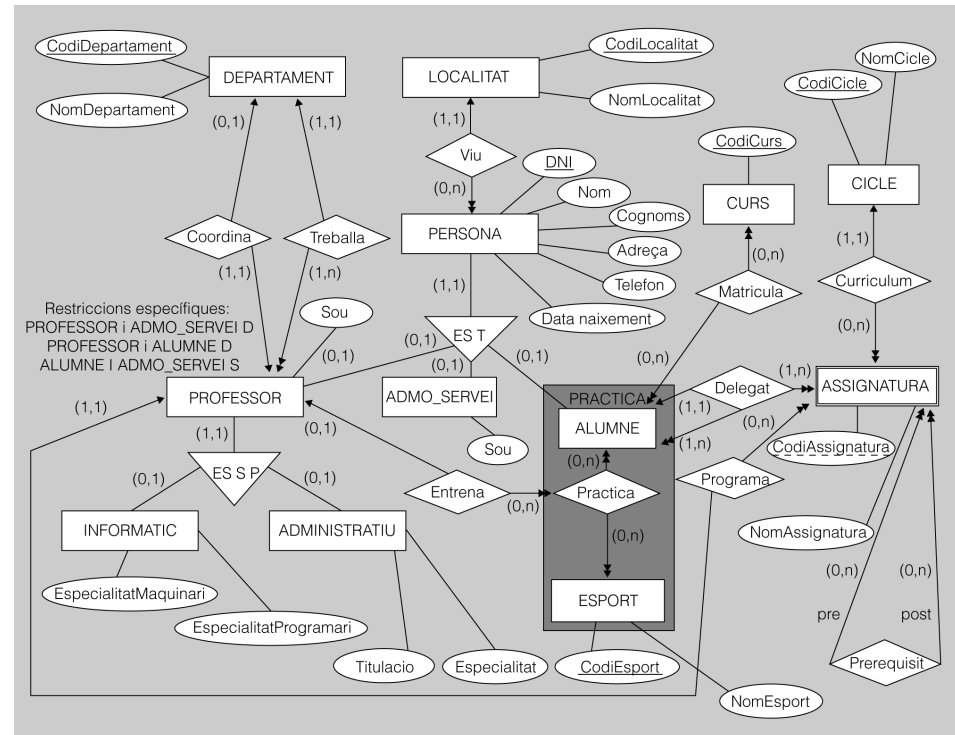 CodiDepartament
DEPARTAMENT
NomDepartament
LOCALITAT
CodiLocalitat
NomLocalitat
NomCicle
CodiCicle
CICLE
CodiCurs
CURS
(0,1)
(1,1)
(1,1)
Viu
(0,n)
DNI
Nom
Cognoms
Adreça
Telefon
Data naixement
PERSONA
Coordina
Treballa
(1,1)
(1,n)
(1,1)
(0,n)
Matricula
(0,n)
(1,1)
Curriculum
(0,n)
Restriccions específiques:
PROFESSOR i ADMO_SERVEI D
PROFESSOR i ALUMNE D
ALUMNE I ADMO_SERVEI S
Sou
ES T
(0,1)
(0,1)
(0,1)
PROFESSOR
ADMO_SERVEI
Sou
PRACTICA
ALUMNE
Delegat
(1,1)
(1,n)
(1,n)
(0,n)
ASSIGNATURA
CodiAssignatura
NomAssignatura
Programa
(1,1)
(1,1)
(0,1)
ES S P
(0,1)
(0,1)
Entrena
(0,n)
(0,n)
Practica
(0,n)
INFORMATIC
ADMINISTRATIU
EspecialitatMaquinari
EspecialitatProgramari
Titulacio
Especialitat
ESPORT
CodiEsport
NomEsport
(0,n)
(0,n)
pre
post
Prerequisit